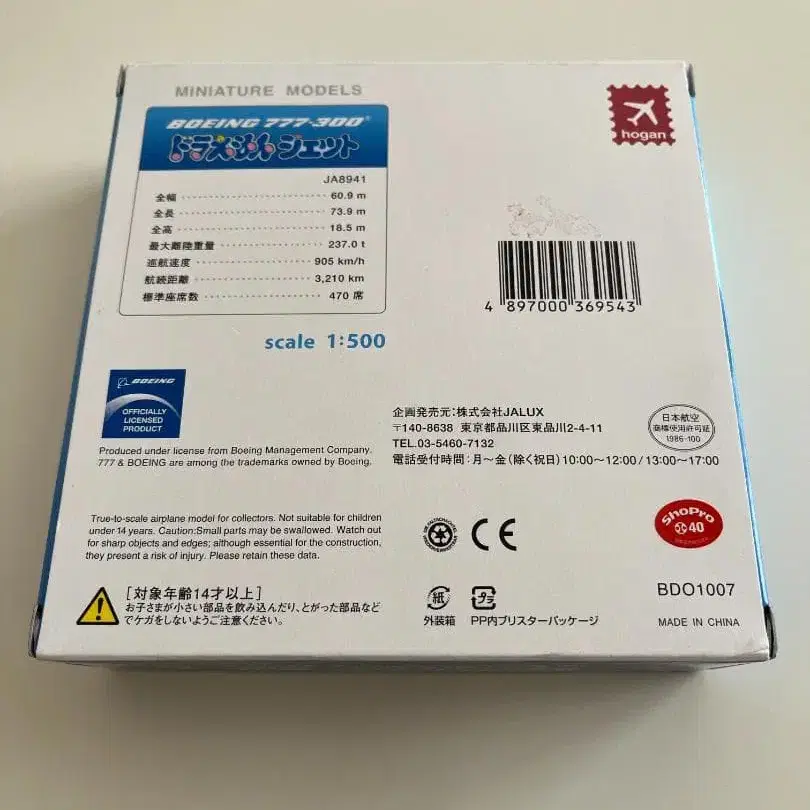 MINIATURE MODELS
BOEING 777-300®
ドラえもん ジェット
JA8941
全幅 60.9 m
全長 73.9 m
全高 18.5 m
最大離陸重量 237.0 t
巡航速度 905 km/h
航続距離 3,210 km
標準座席数 470 席
scale 1:500
hogan
4 897000 369543
BOEING
OFFICIALLY
LICENSED
PRODUCT
Produced under license from Boeing Management Company.
777 & BOEING are among the trademarks owned by Boeing.
企画発売元:株式会社JALUX
〒140-8638 東京都品川区東品川2-4-11
TEL.03-5460-7132
電話受付時間:月〜金(除く祝日)10:00〜12:00/13:00〜17:00
日本航空
商標使用許可証
1986-100
True-to-scale airplane model for collectors. Not suitable for children
under 14 years. Caution:Small parts may be swallowed. Watch out
for sharp objects and edges; although essential for the construction,
they present a risk of injury. Please retain these data.
CE
ShoPro
40
[対象年齢14才以上]
お子さまが小さい部品を飲み込んだり、とがった部品など
でケガをしないようご注意ください。
紙
外装箱
プラ
PP内ブリスターパッケージ
BDO1007
MADE IN CHINA